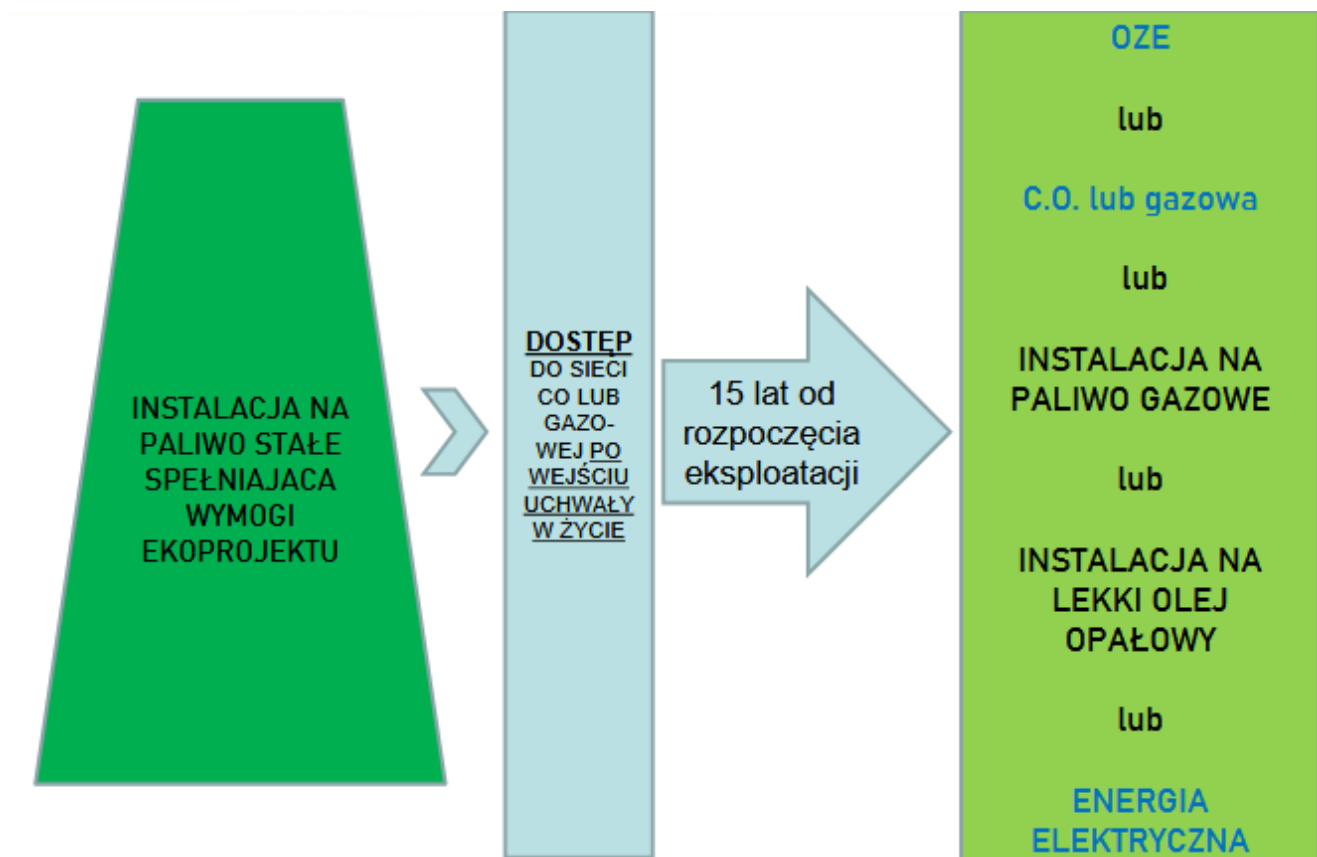 INSTALACJA NA
PALIWO STAŁE
SPEŁNIAJACA
WYMOGI
EKOPROJEKTU
DOSTĘP
DO SIECI
CO LUB
GAZO-
WEJ PO
WEJŚCIU
UCHWAŁY
W ŻYCIE
15 lat od
rozpoczęcia
eksploatacji
OZE
lub
C.O. lub gazowa
lub
INSTALACJA NA
PALIWO GAZOWE
lub
INSTALACJA NA
LEKKI OLEJ
OPAŁOWY
lub
ENERGIA
ELEKTRYCZNA